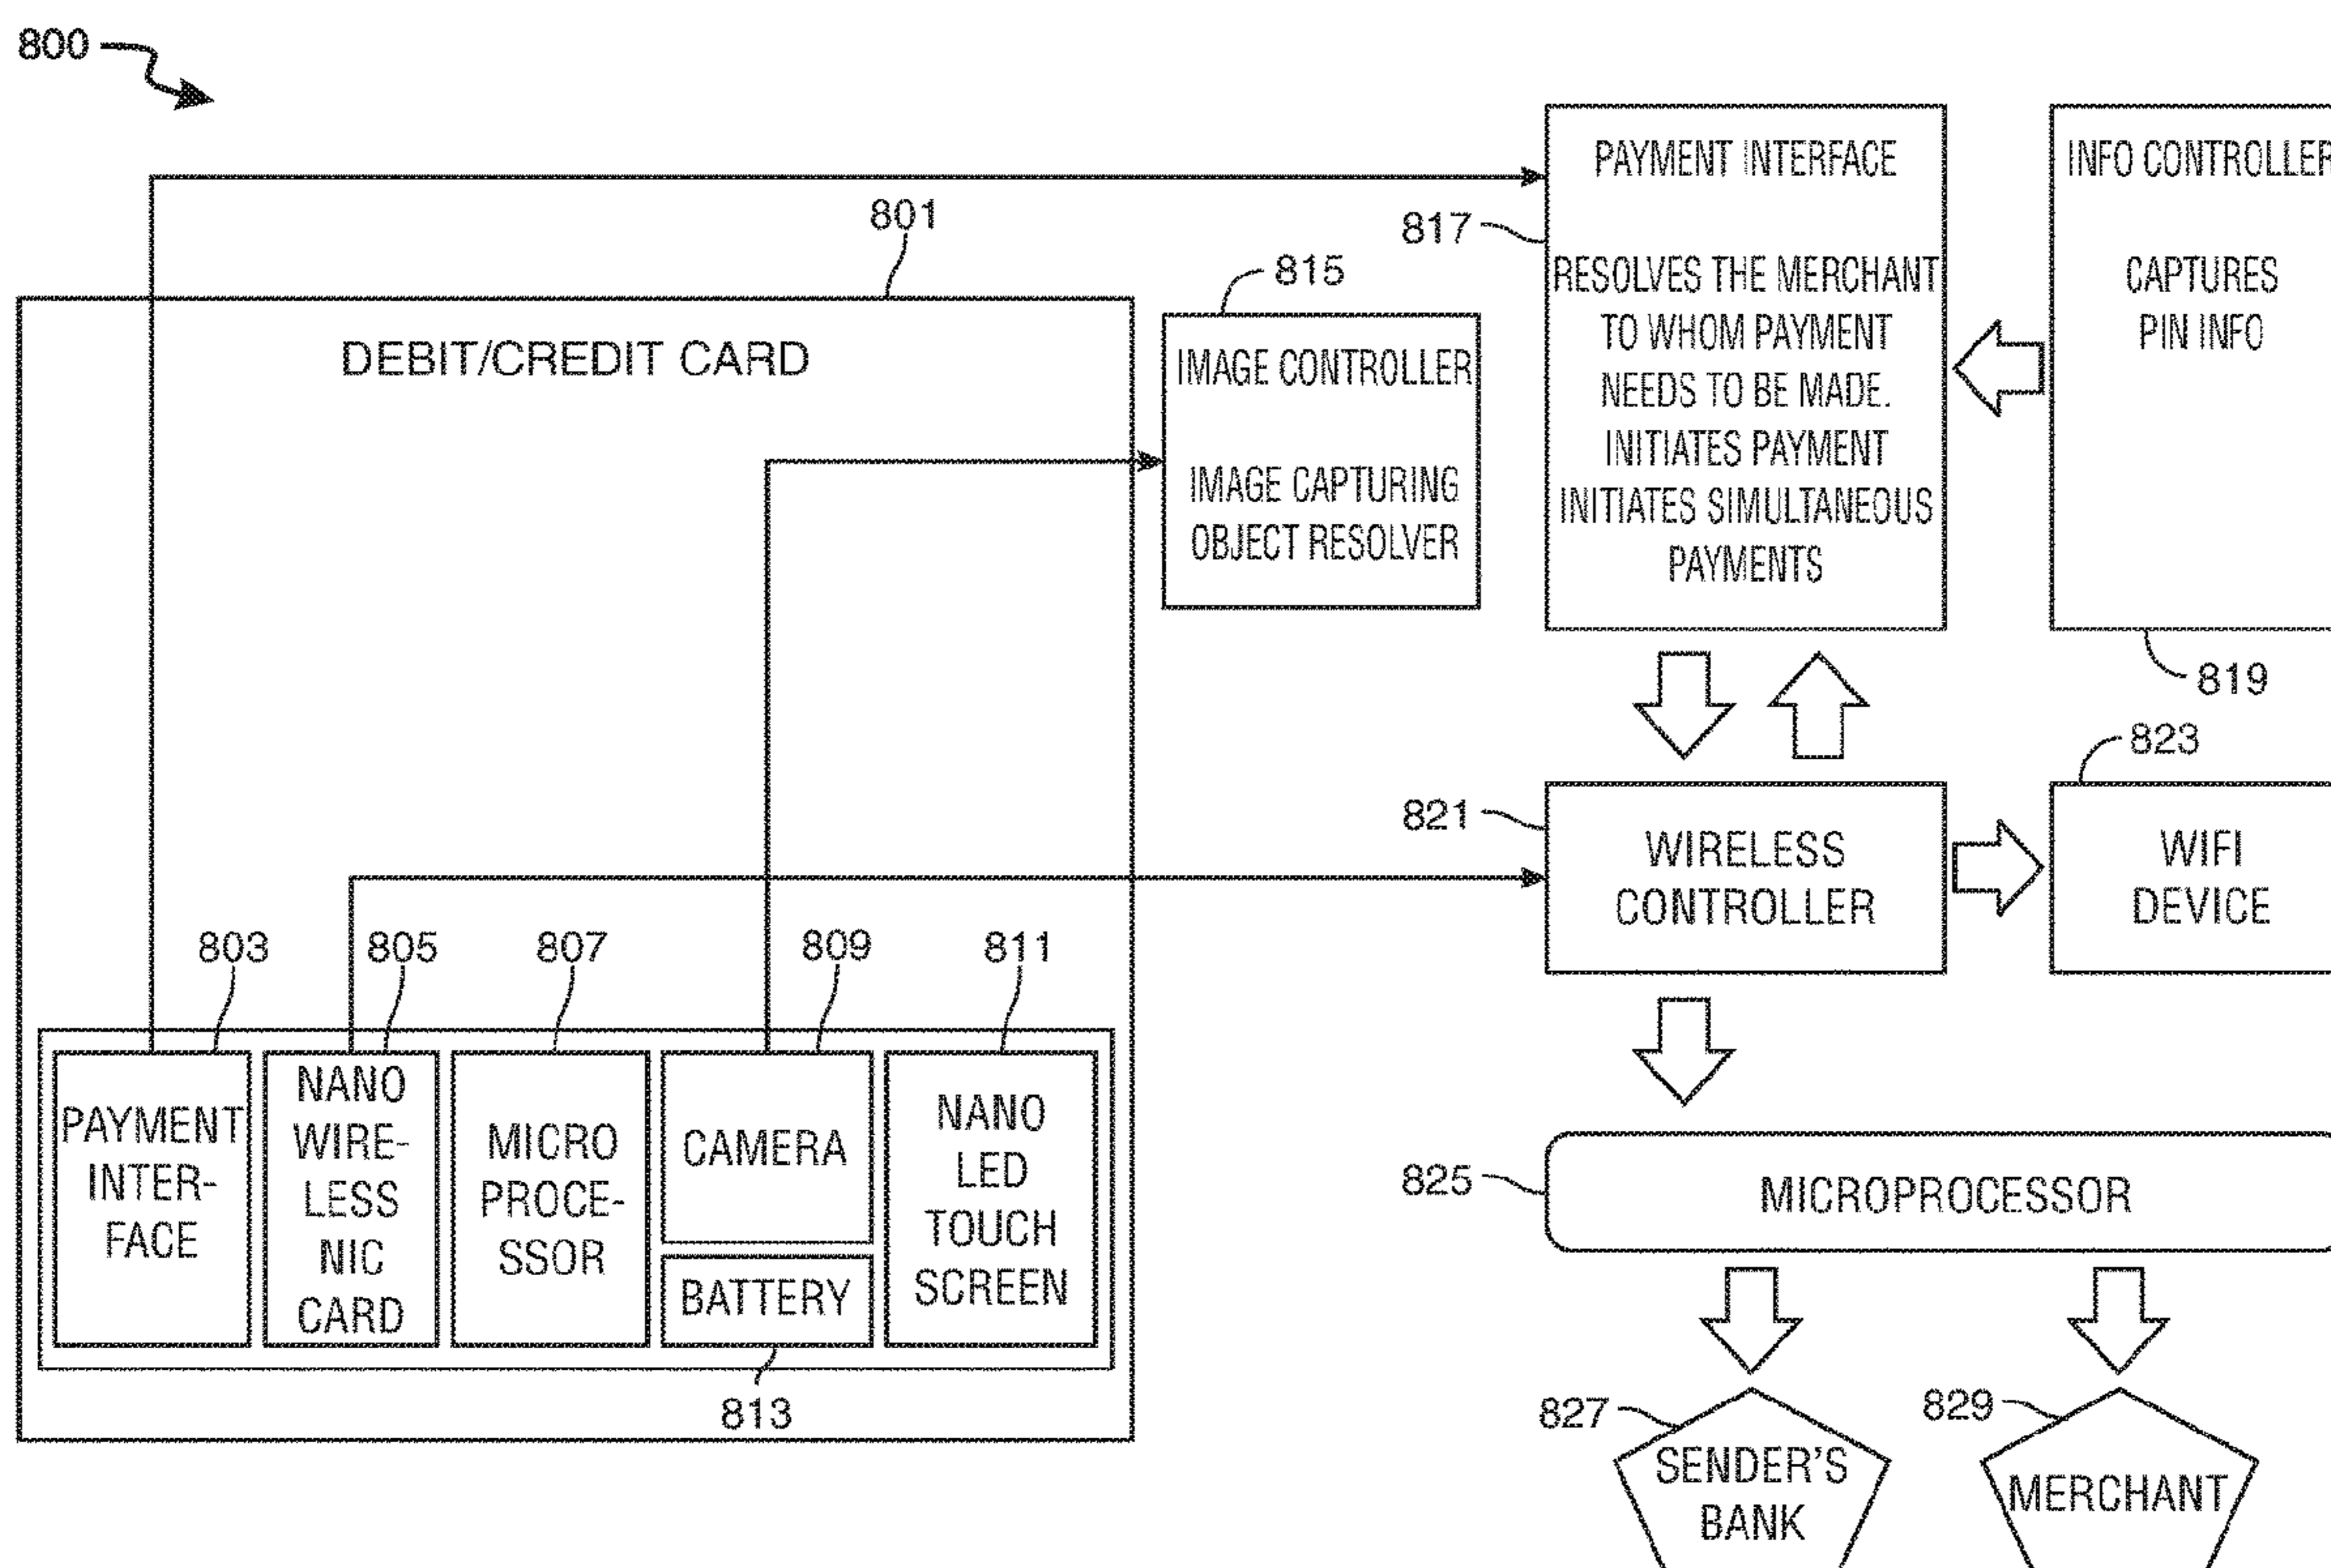 800
801
DEBIT/CREDIT CARD
803
805
807
809
811
PAYMENT
INTER-
FACE
NANO
WIRE-
LESS
NIC
CARD
MICRO
PROCE-
SSOR
CAMERA
BATTERY
NANO
LED
TOUCH
SCREEN
813
815
IMAGE CONTROLLER
IMAGE CAPTURING
OBJECT RESOLVER
817
PAYMENT INTERFACE
RESOLVES THE MERCHANT
TO WHOM PAYMENT
NEEDS TO BE MADE.
INITIATES PAYMENT
INITIATES SIMULTANEOUS
PAYMENTS
INFO CONTROLLER
CAPTURES
PIN INFO
819
821
WIRELESS
CONTROLLER
823
WIFI
DEVICE
825
MICROPROCESSOR
827
SENDER'S
BANK
829
MERCHANT